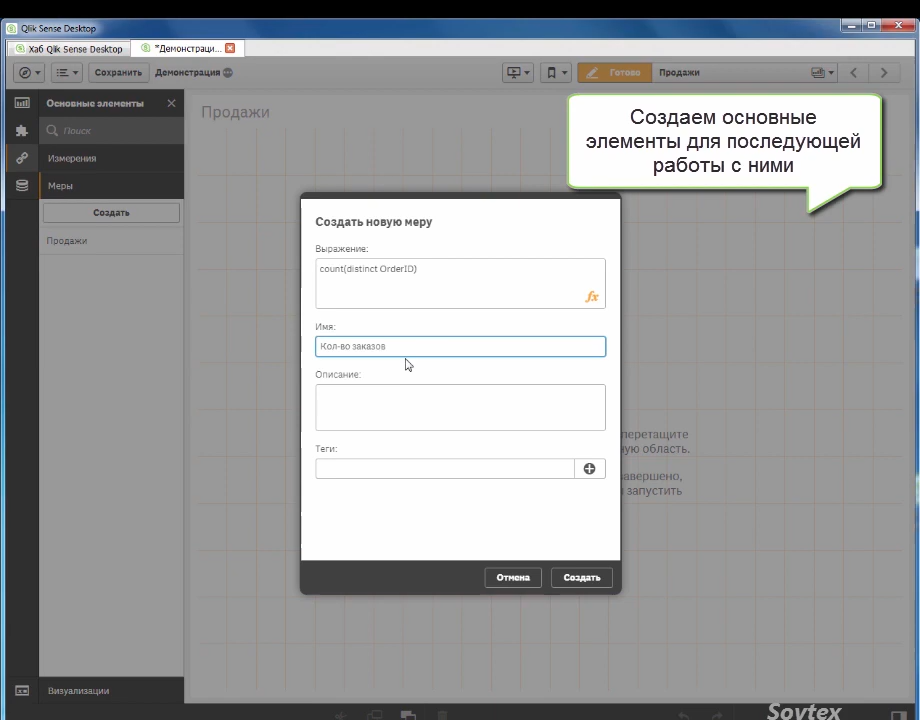 Qlik Sense Desktop
Хаб Qlik Sense Desktop
*Демонстраци...
Сохранить
Демонстрация
Готово
Продажи
Основные элементы
Поиск
Измерения
Меры
Создать
Продажи
Визуализации
Продажи
Создаем основные
элементы для последующей
работы с ними
Создать новую меру
Выражение:
count(distinct OrderID)
fx
Имя:
Кол-во заказов
Описание:
Теги:
Отмена
Создать
перетащите
ную область.
завершено,
запустить
Sovtex